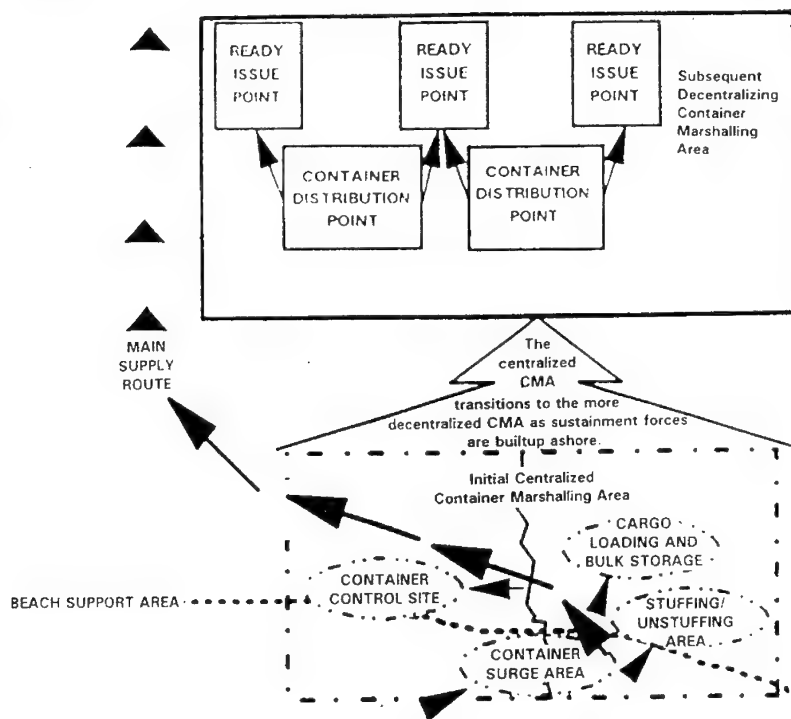 READY
ISSUE
POINT
READY
ISSUE
POINT
READY
ISSUE
POINT
Subsequent
Decentralizing
Container
Marshalling
Area
CONTAINER
DISTRIBUTION
POINT
CONTAINER
DISTRIBUTION
POINT
MAIN
SUPPLY
ROUTE
The
centralized
CMA
transitions to the more
decentralized CMA as sustainment forces
are builtup ashore.
Initial Centralized
Container Marshalling Area
CARGO
LOADING AND
BULK STORAGE
CONTAINER
CONTROL SITE
BEACH SUPPORT AREA
STUFFING/
UNSTUFFING
AREA
CONTAINER
SURGE AREA